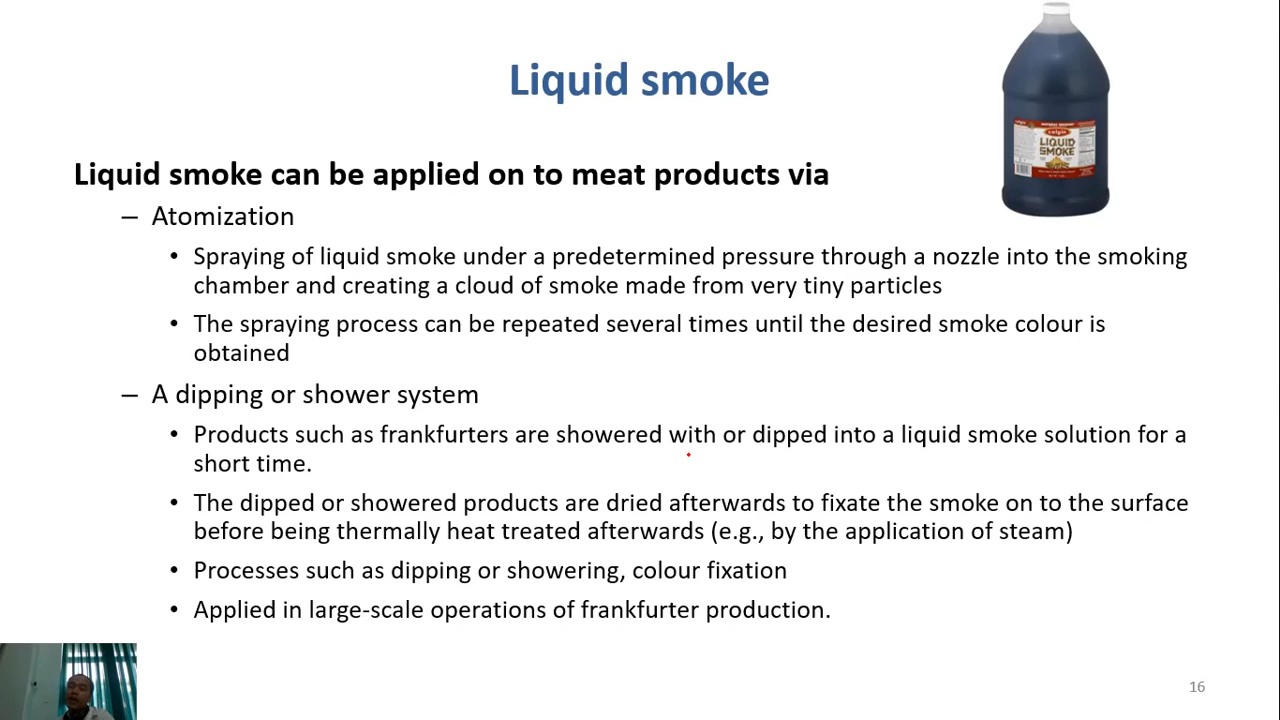 Liquid smoke
Liquid smoke can be applied on to meat products via
– Atomization
• Spraying of liquid smoke under a predetermined pressure through a nozzle into the smoking
chamber and creating a cloud of smoke made from very tiny particles
• The spraying process can be repeated several times until the desired smoke colour is
obtained
– A dipping or shower system
• Products such as frankfurters are showered with or dipped into a liquid smoke solution for a
short time.
• The dipped or showered products are dried afterwards to fixate the smoke on to the surface
before being thermally heat treated afterwards (e.g., by the application of steam)
• Processes such as dipping or showering, colour fixation
• Applied in large-scale operations of frankfurter production.
16
colgin
LIQUID
SMOKE